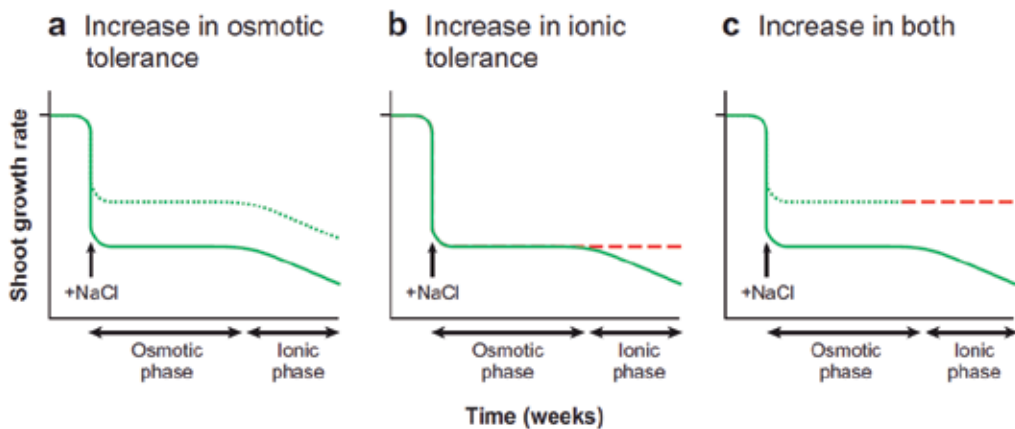 a Increase in osmotic
tolerance
b Increase in ionic
tolerance
c Increase in both
Shoot growth rate
+NaCl
+NaCl
+NaCl
Osmotic
phase
Ionic
phase
Osmotic
phase
Ionic
phase
Osmotic
phase
Ionic
phase
Time (weeks)